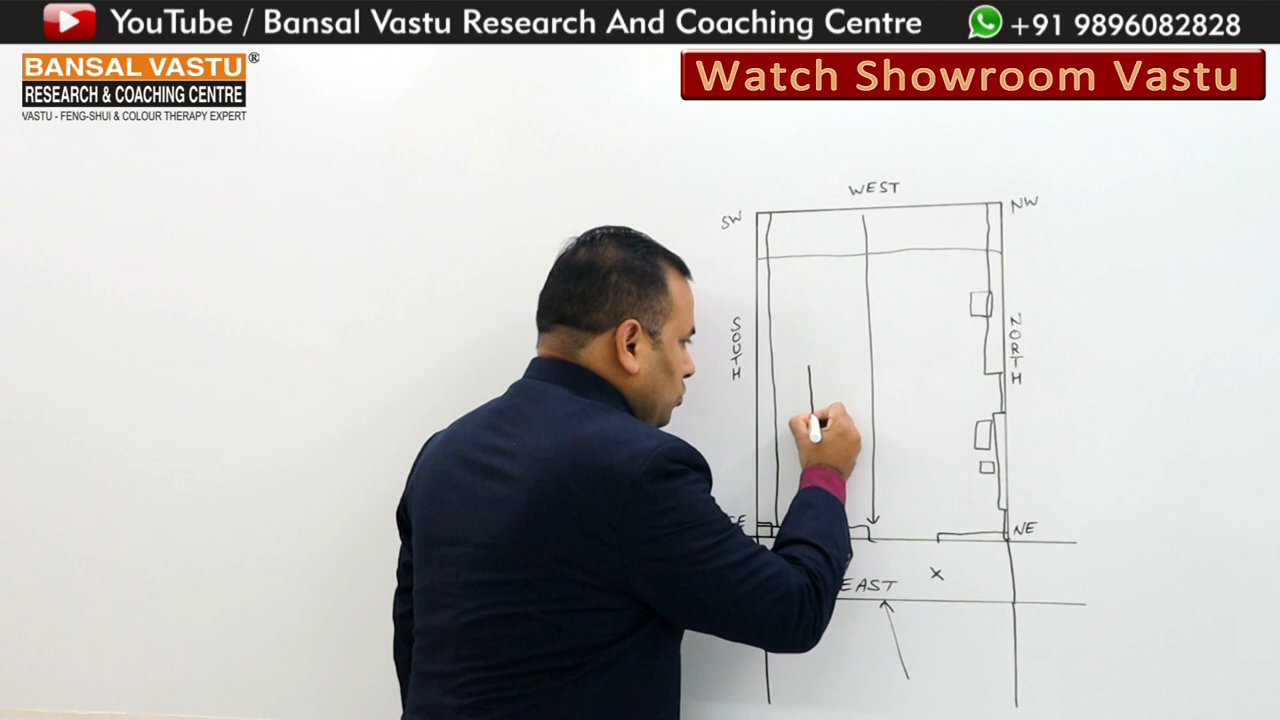 YouTube / Bansal Vastu Research And Coaching Centre
+91 9896082828
BANSAL VASTU®
RESEARCH & COACHING CENTRE
VASTU - FENG-SHUI & COLOUR THERAPY EXPERT
Watch Showroom Vastu
WEST
SW
NW
SOUTH
NORTH
NE
EAST
X